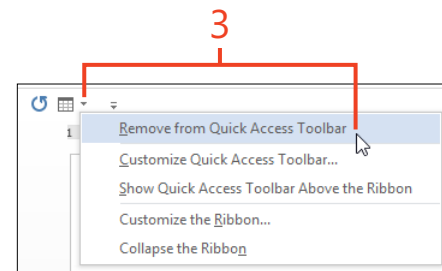 3
1
Remove from Quick Access Toolbar
Customize Quick Access Toolbar...
Show Quick Access Toolbar Above the Ribbon
Customize the Ribbon...
Collapse the Ribbon